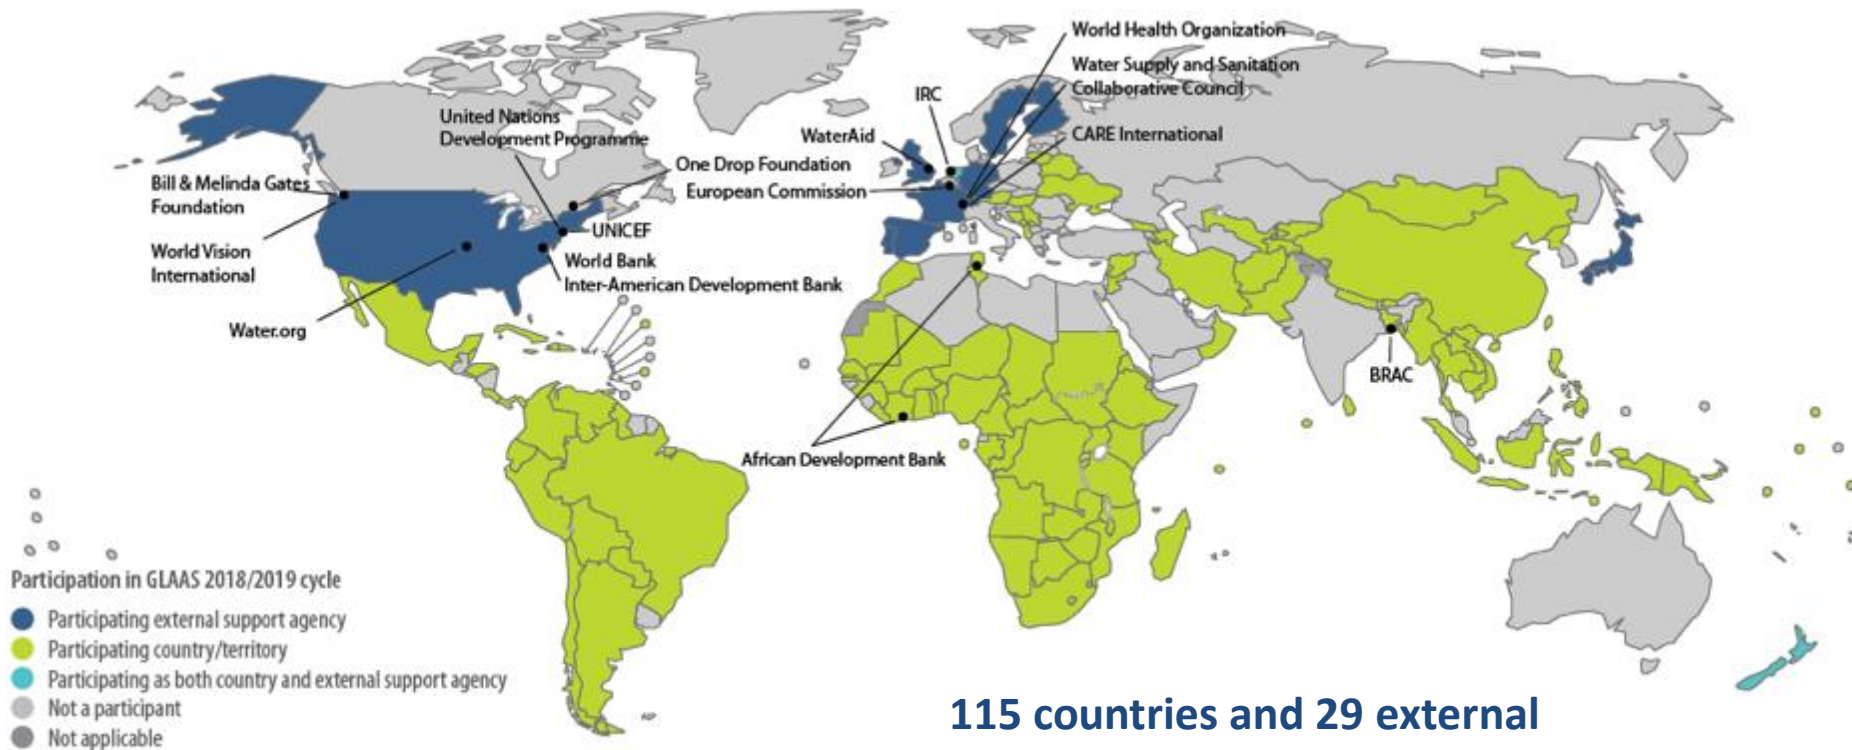 World Health Organization
Water Supply and Sanitation
Collaborative Council
IRC
United Nations
Development Programme
WaterAid
CARE International
One Drop Foundation
European Commission
Bill & Melinda Gates
Foundation
UNICEF
World Vision
International
World Bank
Inter-American Development Bank
Water.org
BRAC
African Development Bank
Participation in GLAAS 2018/2019 cycle
Participating external support agency
Participating country/territory
Participating as both country and external support agency
Not a participant
Not applicable
115 countries and 29 external